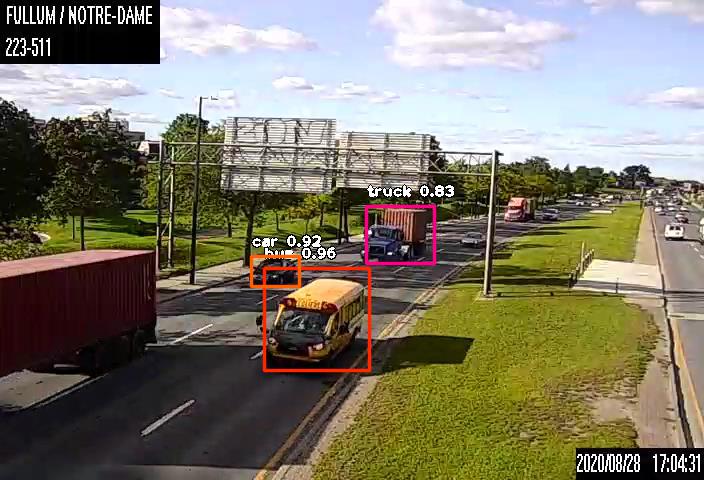 FULLUM / NOTRE-DAME
223-511
truck 0.83
car 0.92
bus 0.96
2020/08/28 17:04:31